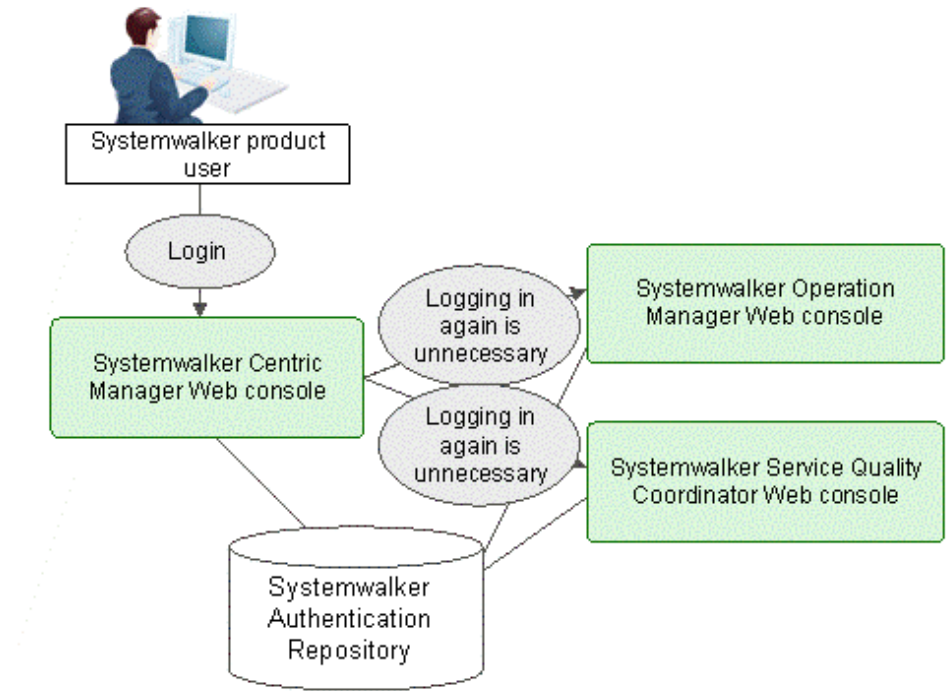 Systemwalker product
user
Login
Logging in
again is
unnecessary
Systemwalker Operation
Manager Web console
Systemwalker Centric
Manager Web console
Logging in
again is
unnecessary
Systemwalker Service Quality
Coordinator Web console
Systemwalker
Authentication
Repository